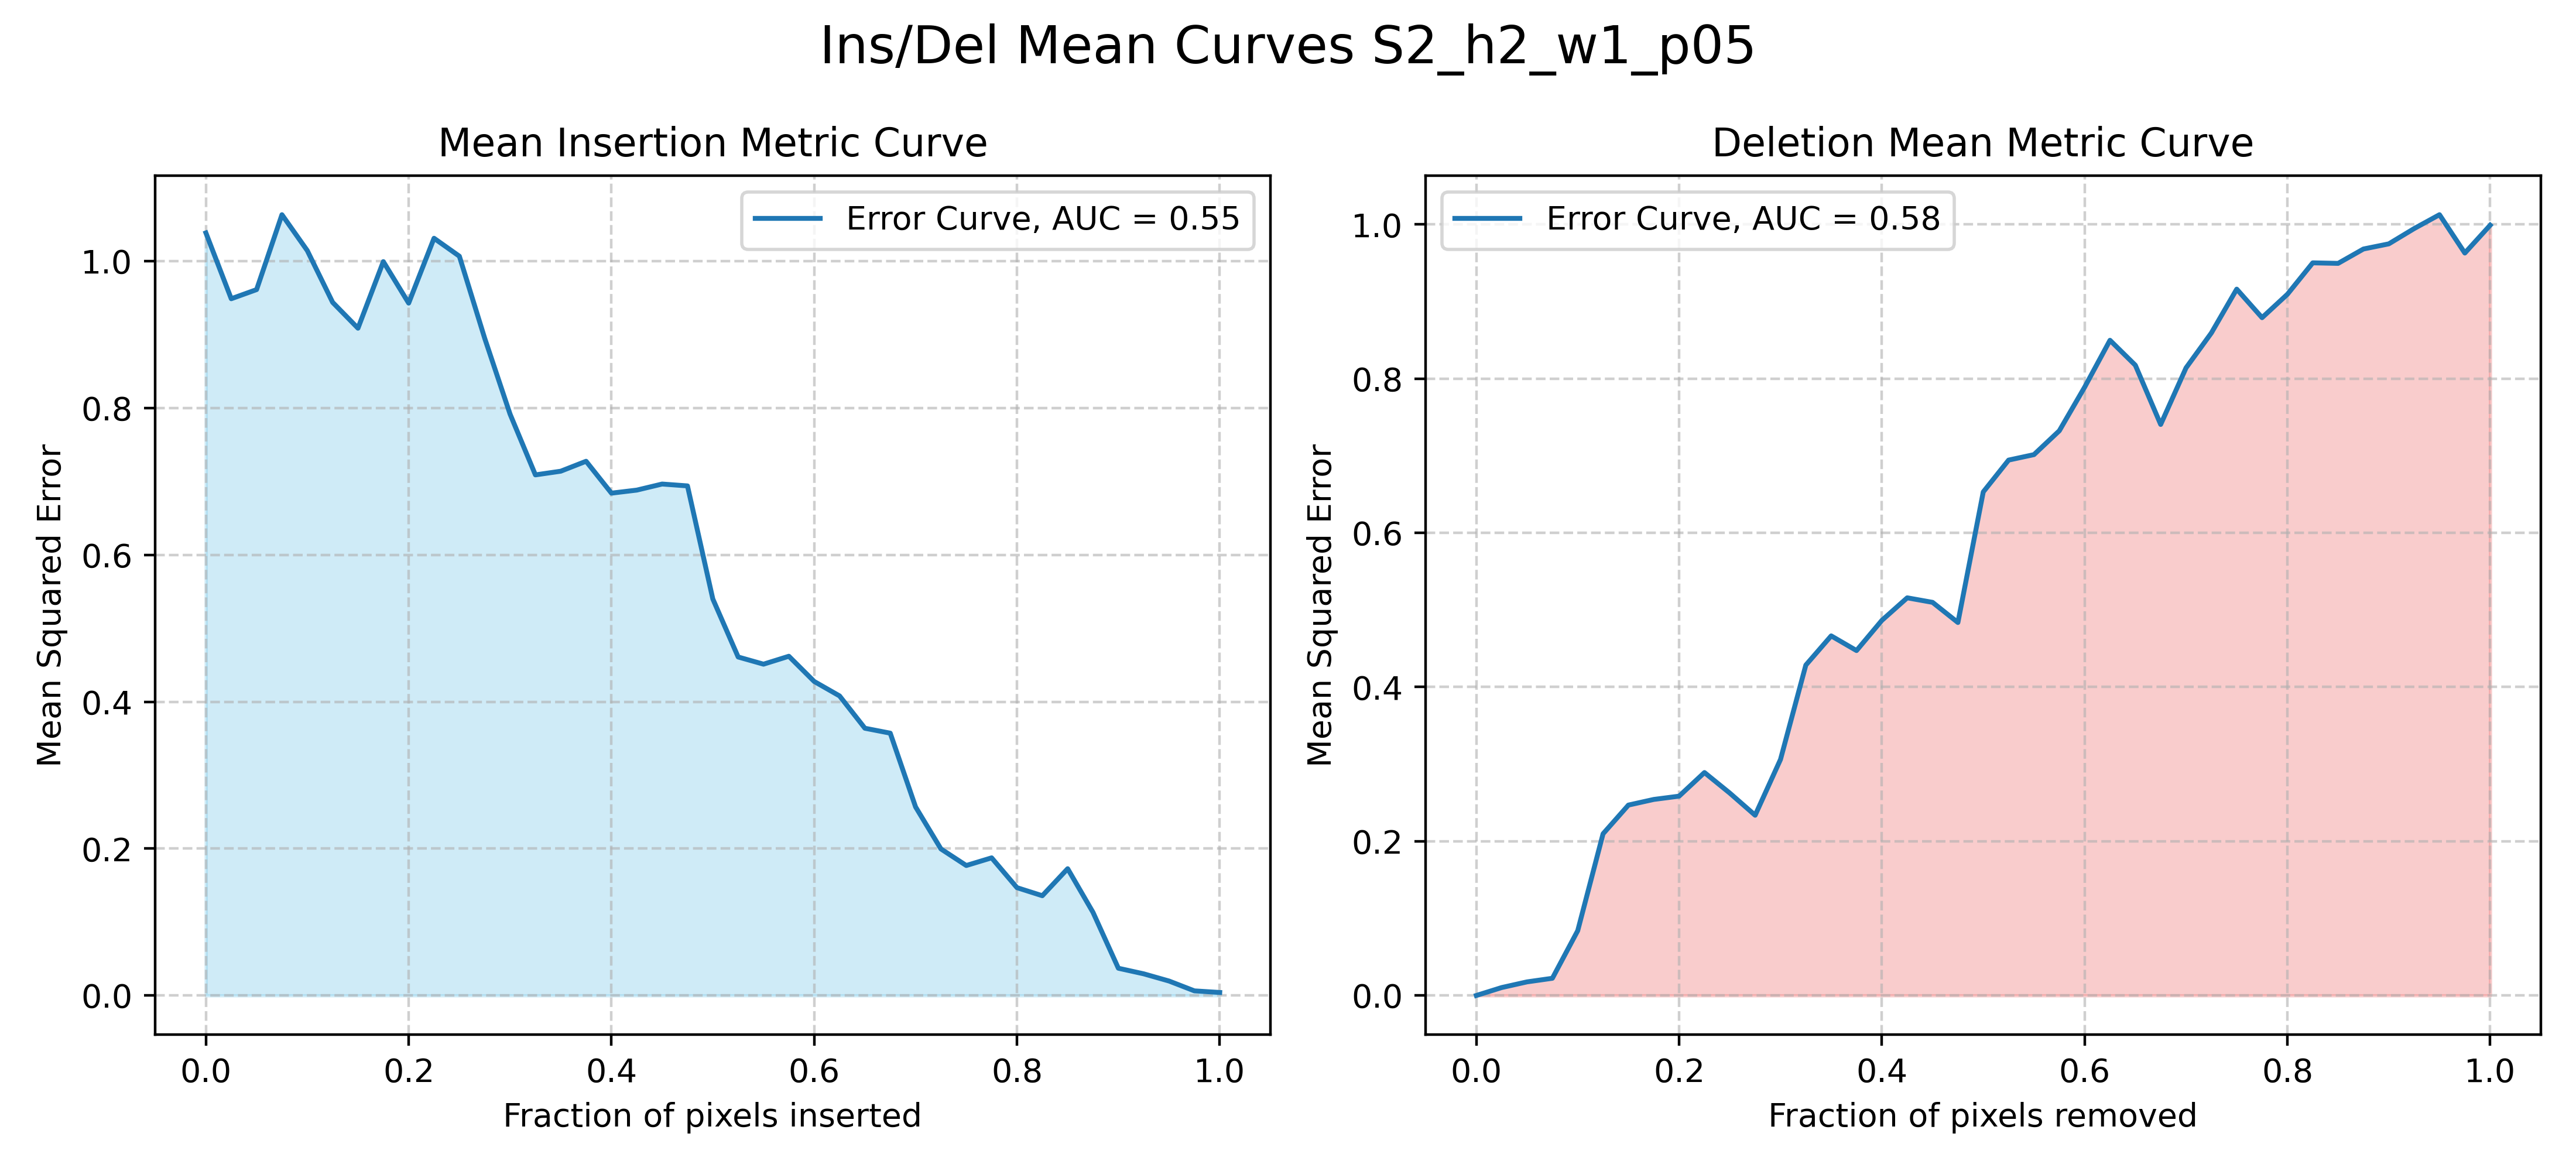 Ins/Del Mean Curves S2_h2_w1_p05
Mean Insertion Metric Curve
Error Curve, AUC = 0.55
Mean Squared Error
1.0
0.8
0.6
0.4
0.2
0.0
0.0 0.2 0.4 0.6 0.8 1.0
Fraction of pixels inserted
Deletion Mean Metric Curve
Error Curve, AUC = 0.58
Mean Squared Error
1.0
0.8
0.6
0.4
0.2
0.0
0.0 0.2 0.4 0.6 0.8 1.0
Fraction of pixels removed